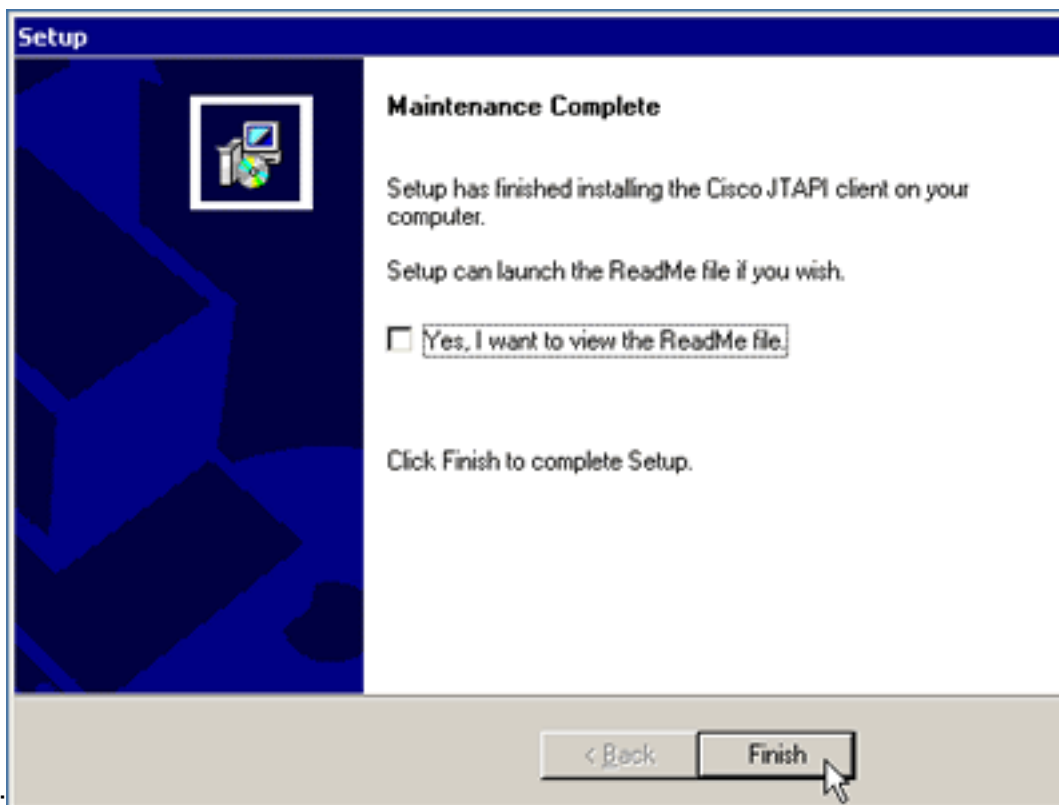 Setup
Maintenance Complete
Setup has finished installing the Cisco JTAPI client on your
computer.
Setup can launch the ReadMe file if you wish.
Yes, I want to view the ReadMe file.
Click Finish to complete Setup.
< Back
Finish
.